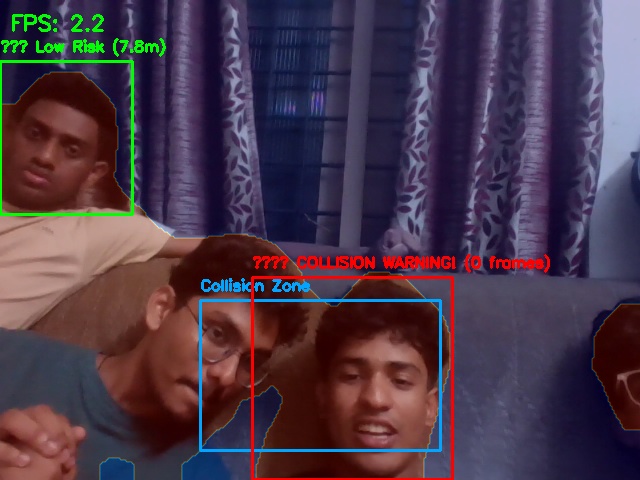 FPS: 2.2
??? Low Risk (7.8m)
???? COLLISION WARNING! (0 frames)
Collision Zone